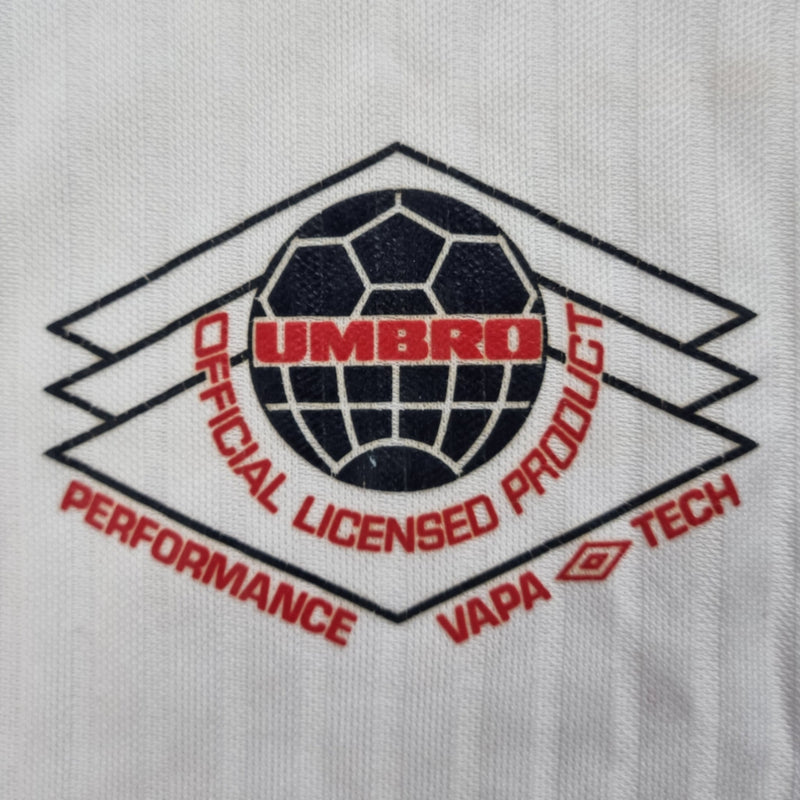 UMBRO
OFFICIAL LICENSED PRODUCT
PERFORMANCE
VAPA TECH